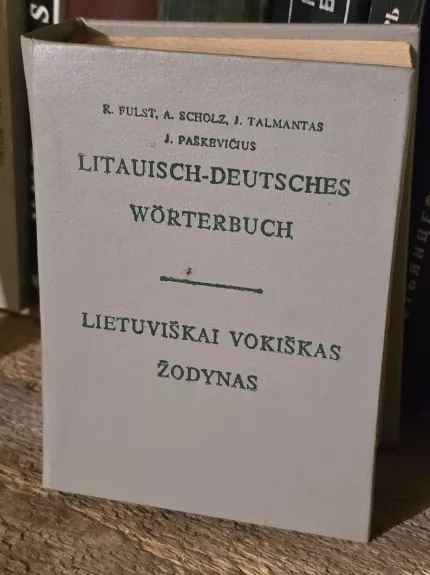 R. FULST, A. SCHOLZ, J. TALMANTAS
J. PAŠKEVIČIUS
LITAUISCH-DEUTSCHES
WÖRTERBUCH
LIETUVIŠKAI VOKIŠKAS
ŽODYNAS